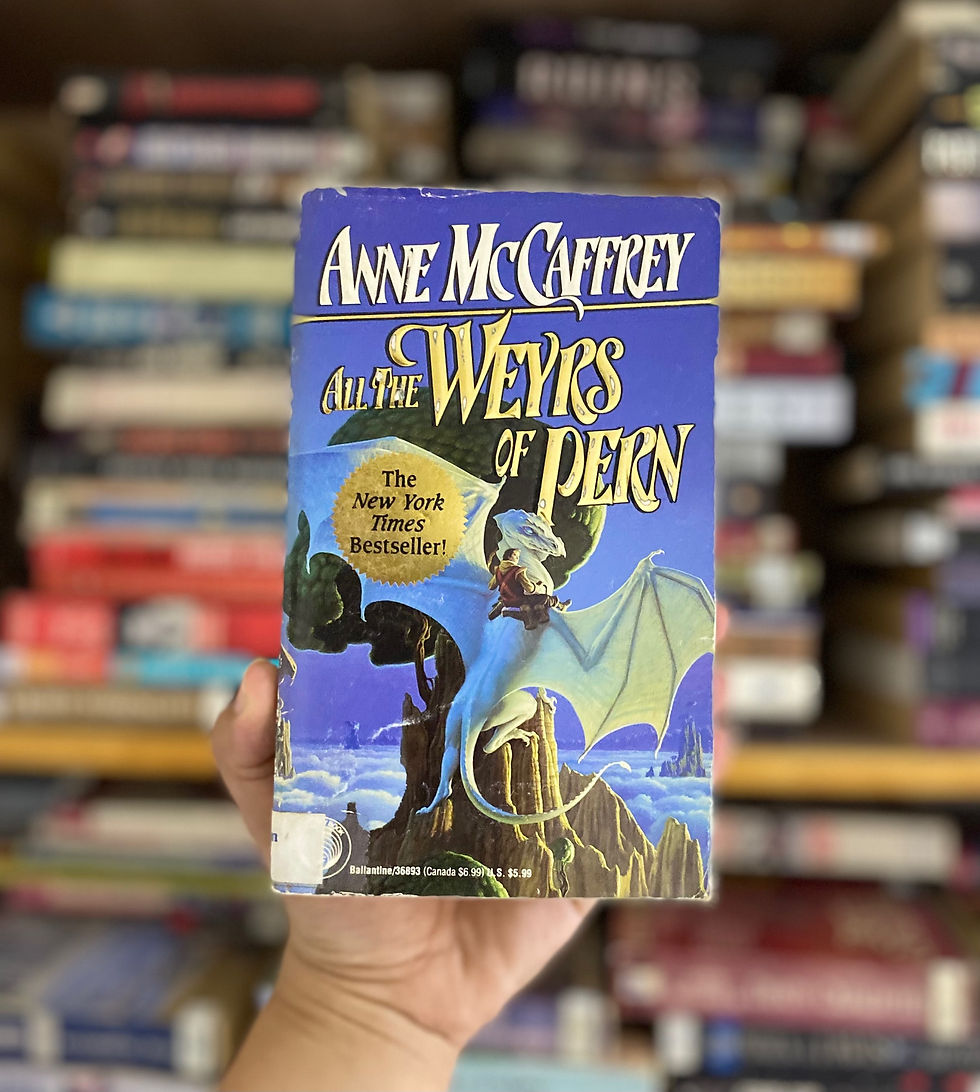 ANNE MCCAFFREY
ALL THE WEYRS
OF PERN
The
New York
Times
Bestseller!
Ballantine/36893 (Canada $6.99) U.S. $5.99